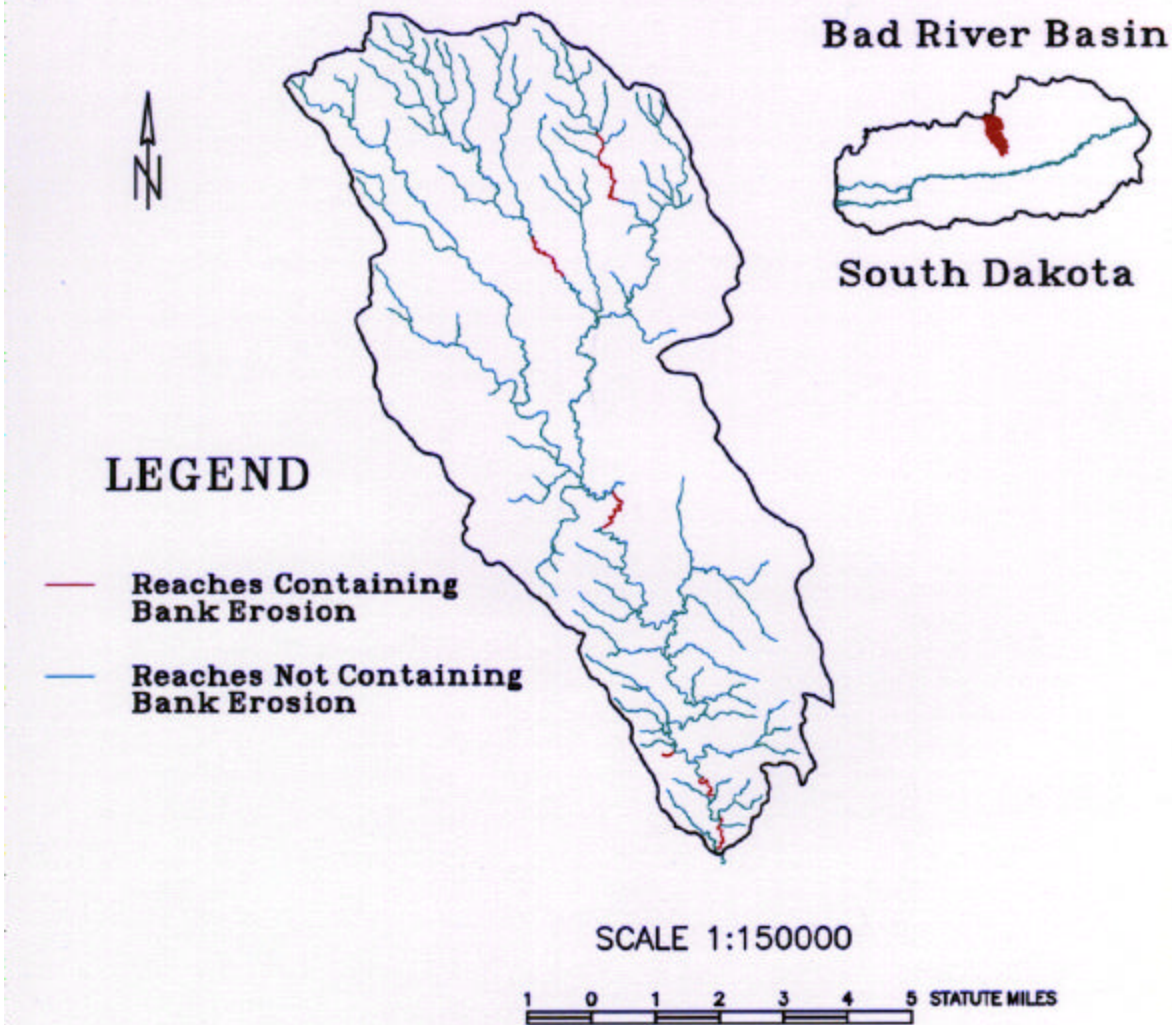 Bad River Basin
N
South Dakota
LEGEND
Reaches Containing
Bank Erosion
Reaches Not Containing
Bank Erosion
SCALE 1:150000
1 0 1 2 3 4 5 STATUTE MILES